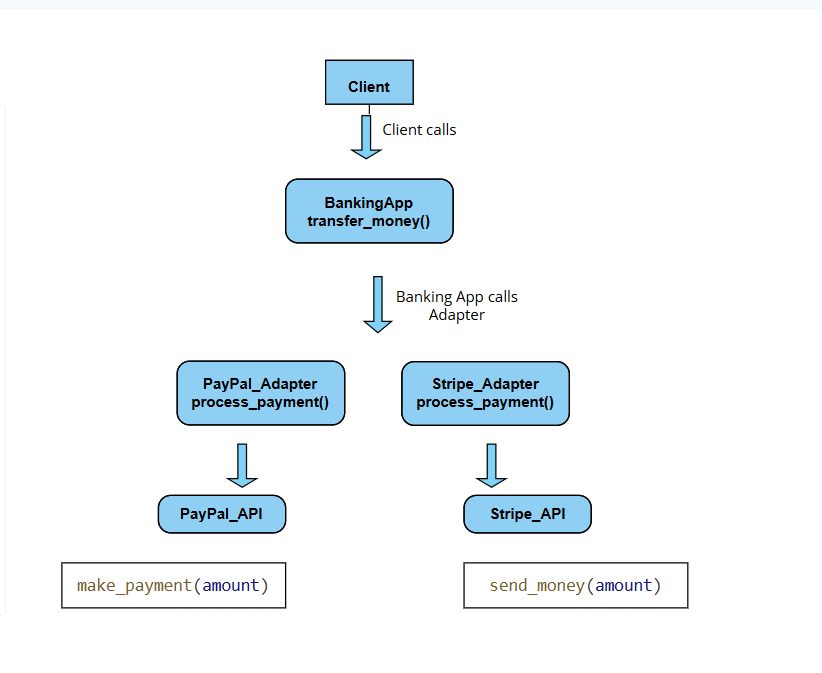 Client
Client calls
BankingApp
transfer_money()
Banking App calls
Adapter
PayPal_Adapter
process_payment()
Stripe_Adapter
process_payment()
PayPal_API
Stripe_API
make_payment(amount)
send_money(amount)